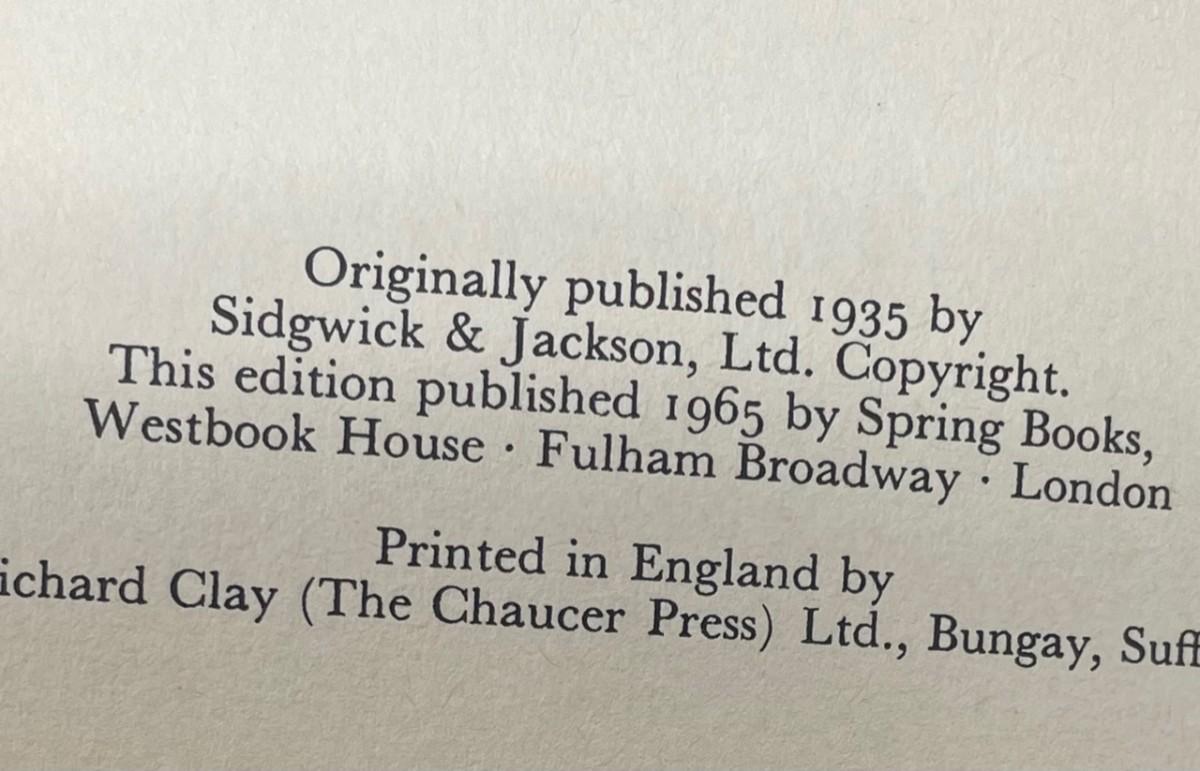 Originally published 1935 by
Sidgwick & Jackson, Ltd. Copyright.
This edition published 1965 by Spring Books,
Westbook House · Fulham Broadway · London
Printed in England by
ichard Clay (The Chaucer Press) Ltd., Bungay, Suff